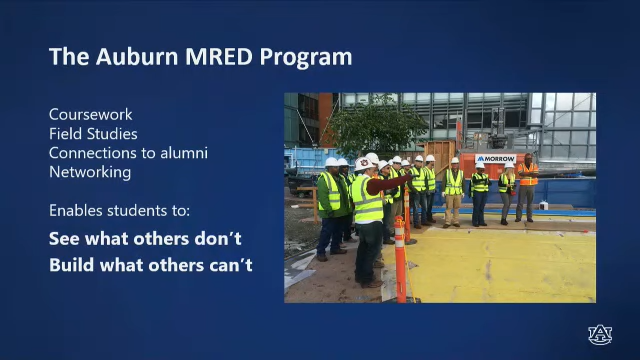 The Auburn MRED Program
Coursework
Field Studies
Connections to alumni
Networking
Enables students to:
See what others don't
Build what others can't
MORROW
AU